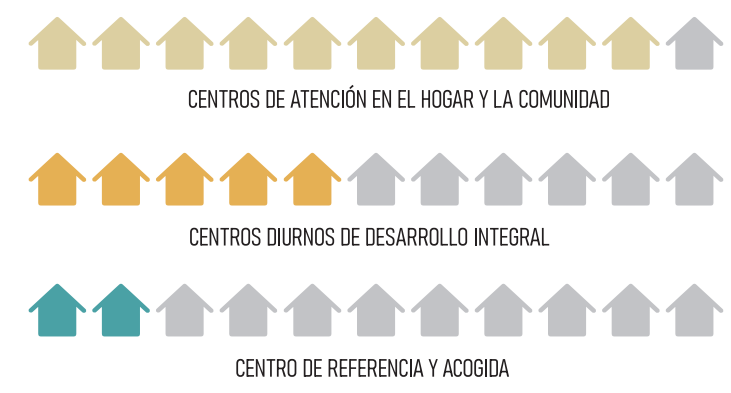 CENTROS DE ATENCIÓN EN EL HOGAR Y LA COMUNIDAD
CENTROS DIURNOS DE DESARROLLO INTEGRAL
CENTRO DE REFERENCIA Y ACOGIDA